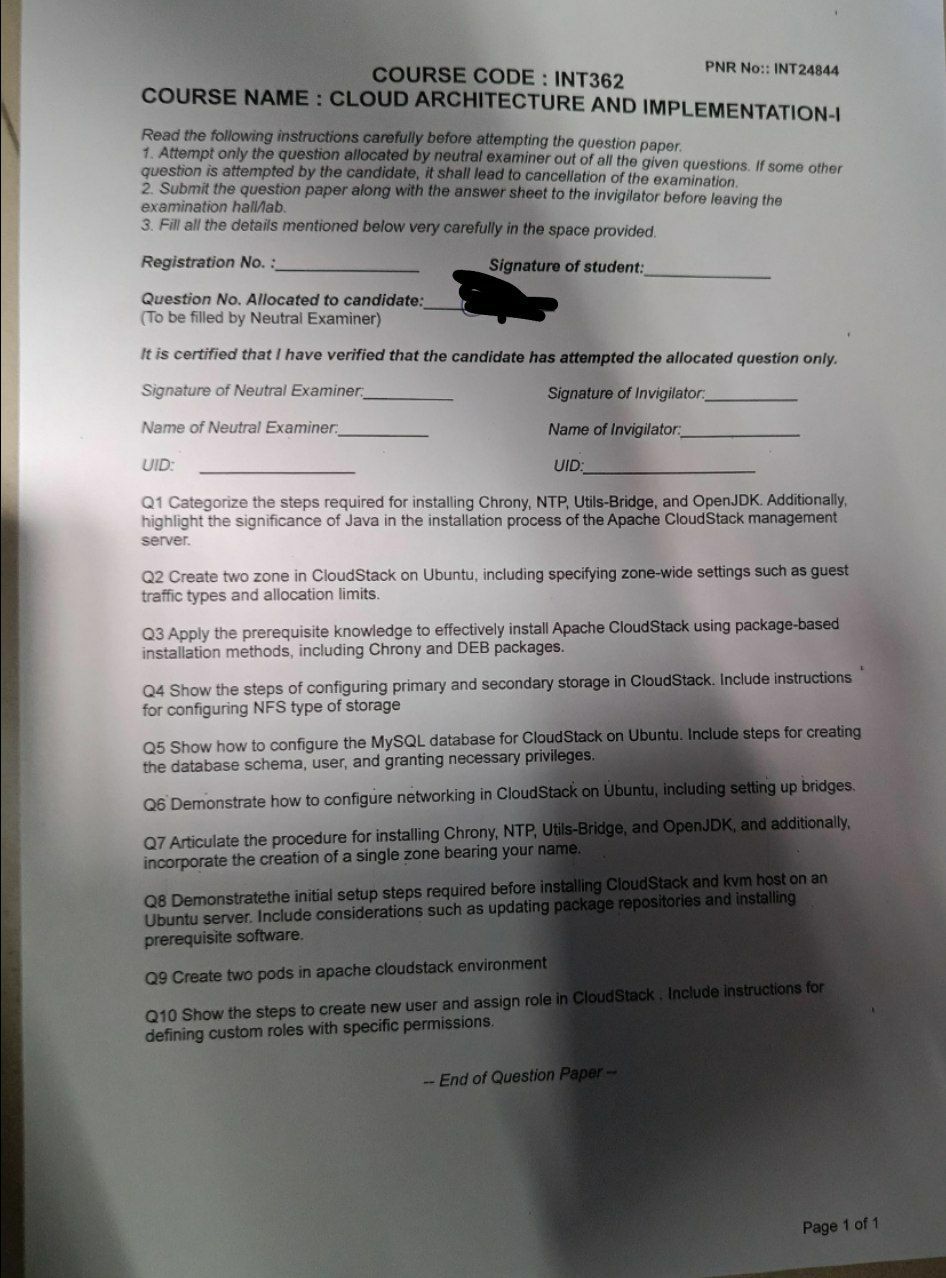 PNR No:: INT24844
COURSE CODE : INT362
COURSE NAME : CLOUD ARCHITECTURE AND IMPLEMENTATION-I
Read the following instructions carefully before attempting the question paper.
1. Attempt only the question allocated by neutral examiner out of all the given questions. If some other
question is attempted by the candidate, it shall lead to cancellation of the examination.
2. Submit the question paper along with the answer sheet to the invigilator before leaving the
examination hall/lab.
3. Fill all the details mentioned below very carefully in the space provided.
Registration No. :_______________ Signature of student:_______________
Question No. Allocated to candidate:____
(To be filled by Neutral Examiner)
It is certified that I have verified that the candidate has attempted the allocated question only.
Signature of Neutral Examiner:__________ Signature of Invigilator:__________
Name of Neutral Examiner:__________ Name of Invigilator:_____________
UID: _________________ UID:___________________
Q1 Categorize the steps required for installing Chrony, NTP, Utils-Bridge, and OpenJDK. Additionally,
highlight the significance of Java in the installation process of the Apache CloudStack management
server.
Q2 Create two zone in CloudStack on Ubuntu, including specifying zone-wide settings such as guest
traffic types and allocation limits.
Q3 Apply the prerequisite knowledge to effectively install Apache CloudStack using package-based
installation methods, including Chrony and DEB packages.
Q4 Show the steps of configuring primary and secondary storage in CloudStack. Include instructions
for configuring NFS type of storage
Q5 Show how to configure the MySQL database for CloudStack on Ubuntu. Include steps for creating
the database schema, user, and granting necessary privileges.
Q6 Demonstrate how to configure networking in CloudStack on Ubuntu, including setting up bridges.
Q7 Articulate the procedure for installing Chrony, NTP, Utils-Bridge, and OpenJDK, and additionally,
incorporate the creation of a single zone bearing your name.
Q8 Demonstratethe initial setup steps required before installing CloudStack and kvm host on an
Ubuntu server. Include considerations such as updating package repositories and installing
prerequisite software.
Q9 Create two pods in apache cloudstack environment
Q10 Show the steps to create new user and assign role in CloudStack . Include instructions for
defining custom roles with specific permissions.
-- End of Question Paper --
Page 1 of 1